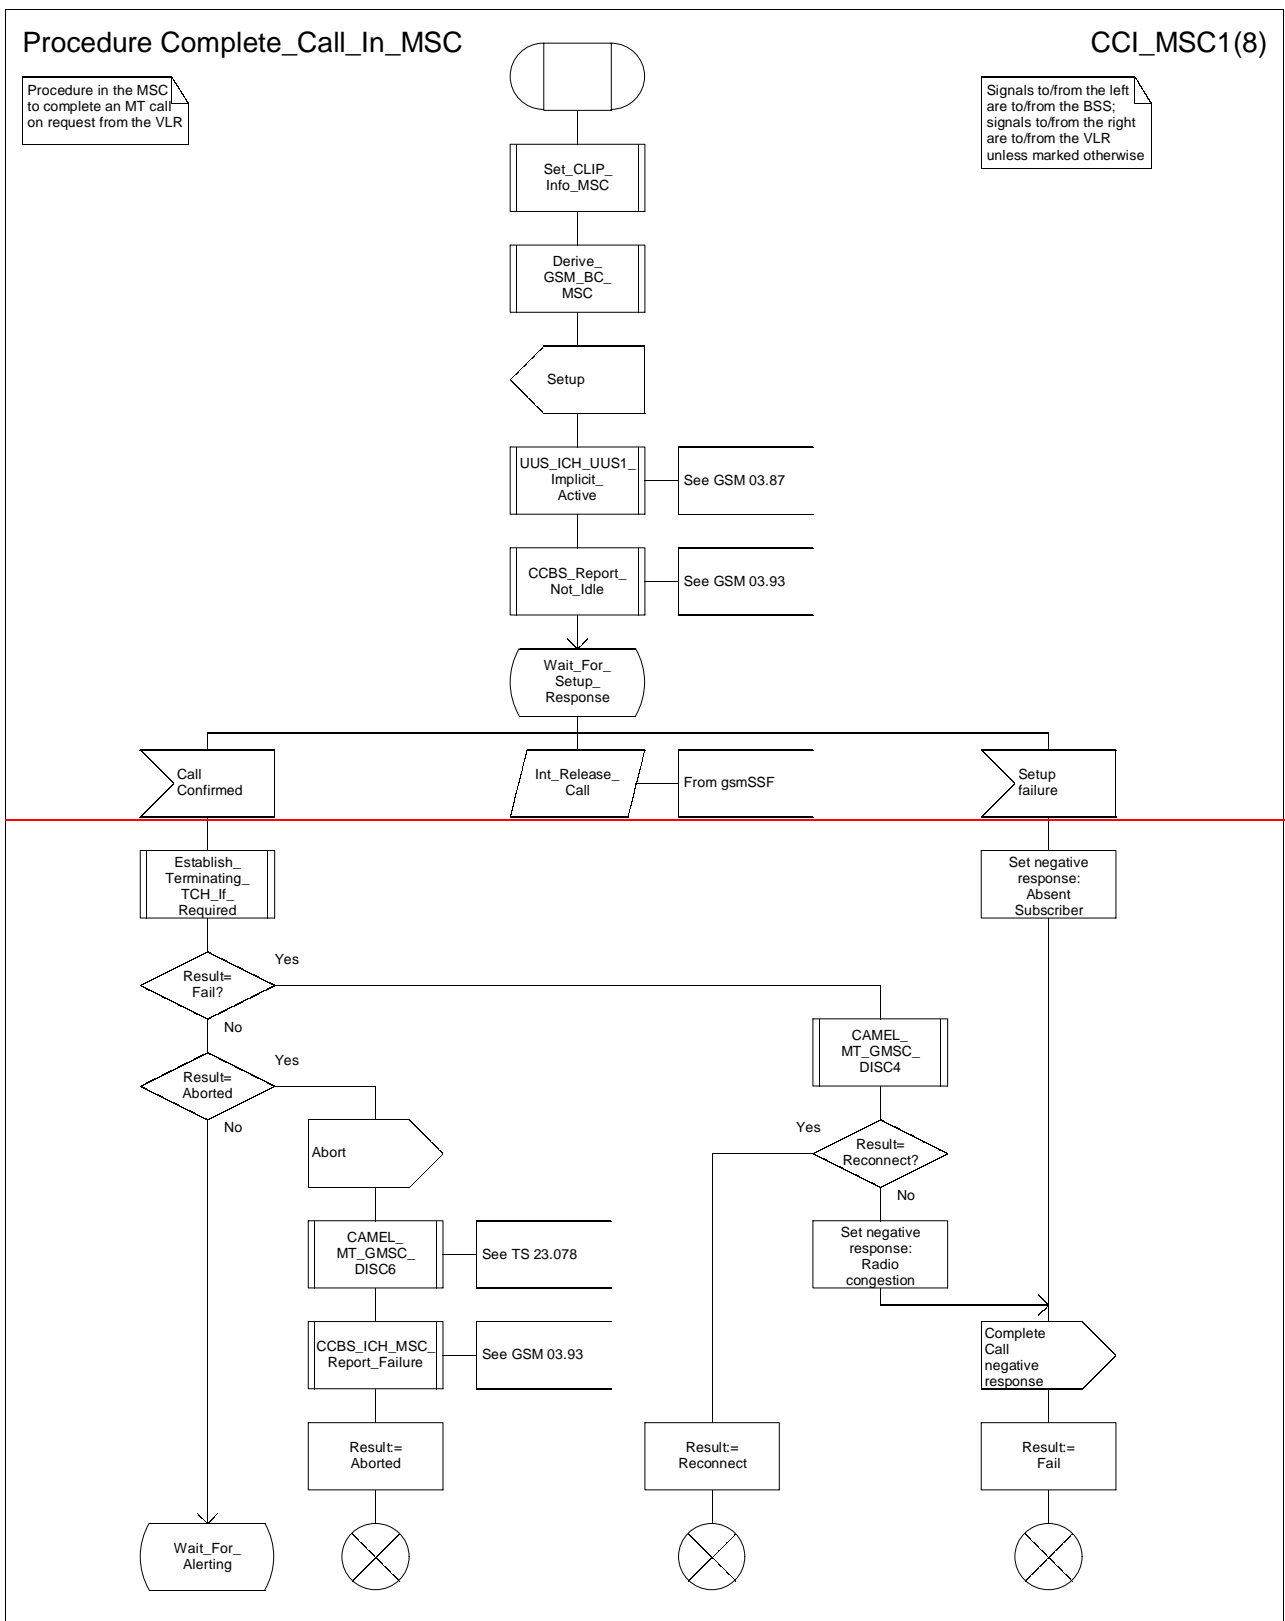 Procedure Complete_Call_In_MSC
CCI_MSC1(8)
Procedure in the MSC
to complete an MT call
on request from the VLR
Signals to/from the left
are to/from the BSS;
signals to/from the right
are to/from the VLR
unless marked otherwise
Set_CLIP_
Info_MSC
Derive_
GSM_BC_
MSC
Setup
UUS_ICH_UUS1_
Implicit_
Active
See GSM 03.87
CCBS_Report_
Not_Idle
See GSM 03.93
Wait_For_
Setup_
Response
Call
Confirmed
Int_Release_
Call
From gsmSSF
Setup
failure
Establish_
Terminating_
TCH_If_
Required
Set negative
response:
Absent
Subscriber
Result=
Fail?
Yes
No
CAMEL_
MT_GMSC_
DISC4
Result=
Aborted
Yes
No
Abort
Result=
Reconnect?
Yes
No
CAMEL_
MT_GMSC_
DISC6
See TS 23.078
Set negative
response:
Radio
congestion
CCBS_ICH_MSC_
Report_Failure
See GSM 03.93
Complete
Call
negative
response
Result:=
Aborted
Result:=
Reconnect
Result:=
Fail
Wait_For_
Alerting